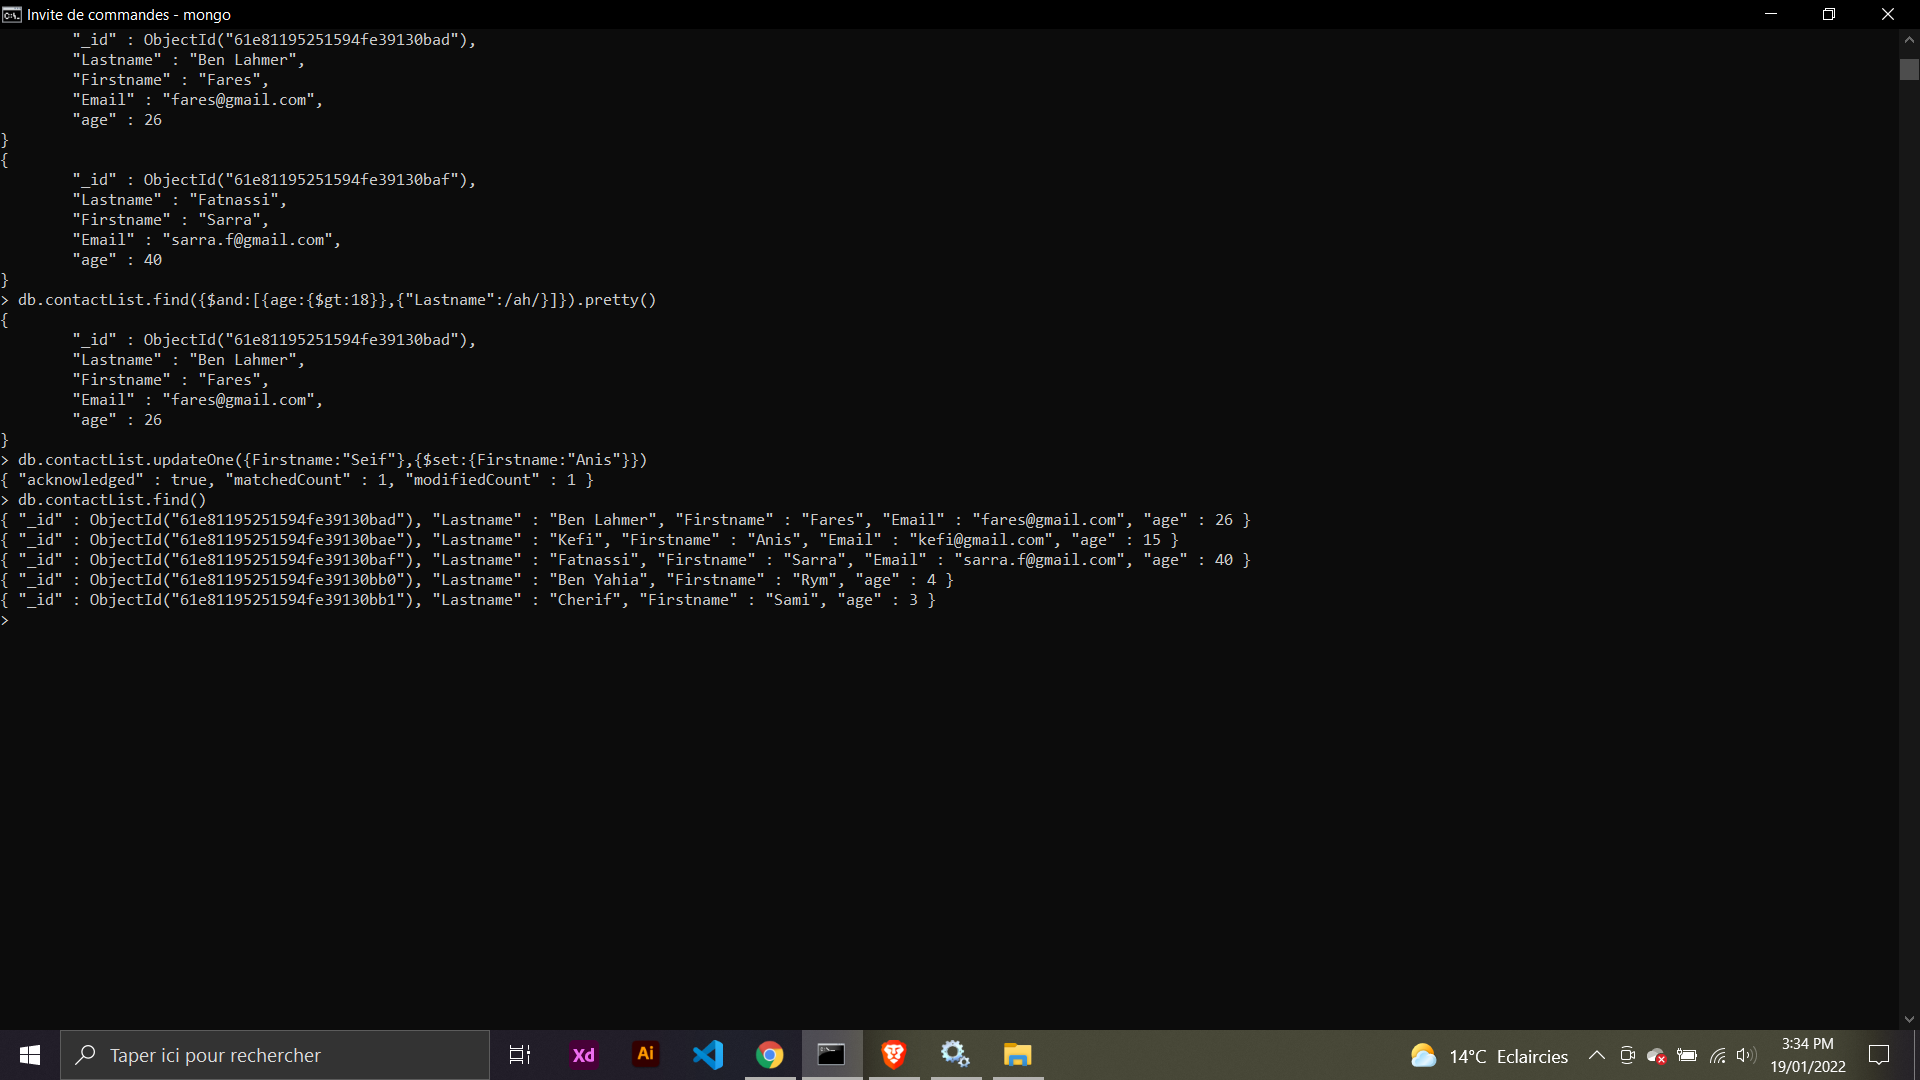 Invite de commandes - mongo
"_id" : ObjectId("61e81195251594fe39130bad"),
"Lastname" : "Ben Lahmer",
"Firstname" : "Fares",
"Email" : "fares@gmail.com",
"age" : 26
}
{
"_id" : ObjectId("61e81195251594fe39130baf"),
"Lastname" : "Fatnassi",
"Firstname" : "Sarra",
"Email" : "sarra.f@gmail.com",
"age" : 40
}
> db.contactList.find({$and:[{age:{$gt:18}},{"Lastname":/ah/}]}).pretty()
{
"_id" : ObjectId("61e81195251594fe39130bad"),
"Lastname" : "Ben Lahmer",
"Firstname" : "Fares",
"Email" : "fares@gmail.com",
"age" : 26
}
> db.contactList.updateOne({Firstname:"Seif"},{$set:{Firstname:"Anis"}})
{ "acknowledged" : true, "matchedCount" : 1, "modifiedCount" : 1 }
> db.contactList.find()
{ "_id" : ObjectId("61e81195251594fe39130bad"), "Lastname" : "Ben Lahmer", "Firstname" : "Fares", "Email" : "fares@gmail.com", "age" : 26 }
{ "_id" : ObjectId("61e81195251594fe39130bae"), "Lastname" : "Kefi", "Firstname" : "Anis", "Email" : "kefi@gmail.com", "age" : 15 }
{ "_id" : ObjectId("61e81195251594fe39130baf"), "Lastname" : "Fatnassi", "Firstname" : "Sarra", "Email" : "sarra.f@gmail.com", "age" : 40 }
{ "_id" : ObjectId("61e81195251594fe39130bb0"), "Lastname" : "Ben Yahia", "Firstname" : "Rym", "age" : 4 }
{ "_id" : ObjectId("61e81195251594fe39130bb1"), "Lastname" : "Cherif", "Firstname" : "Sami", "age" : 3 }
>
Taper ici pour rechercher
Xd
Ai
14°C Eclaircies
3:34 PM
19/01/2022